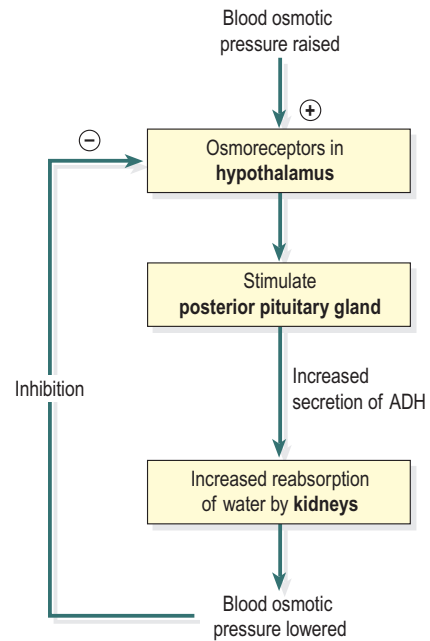 Blood osmotic
pressure raised
+
−
Osmoreceptors in
hypothalamus
Stimulate
posterior pituitary gland
Inhibition
Increased
secretion of ADH
Increased reabsorption
of water by kidneys
Blood osmotic
pressure lowered